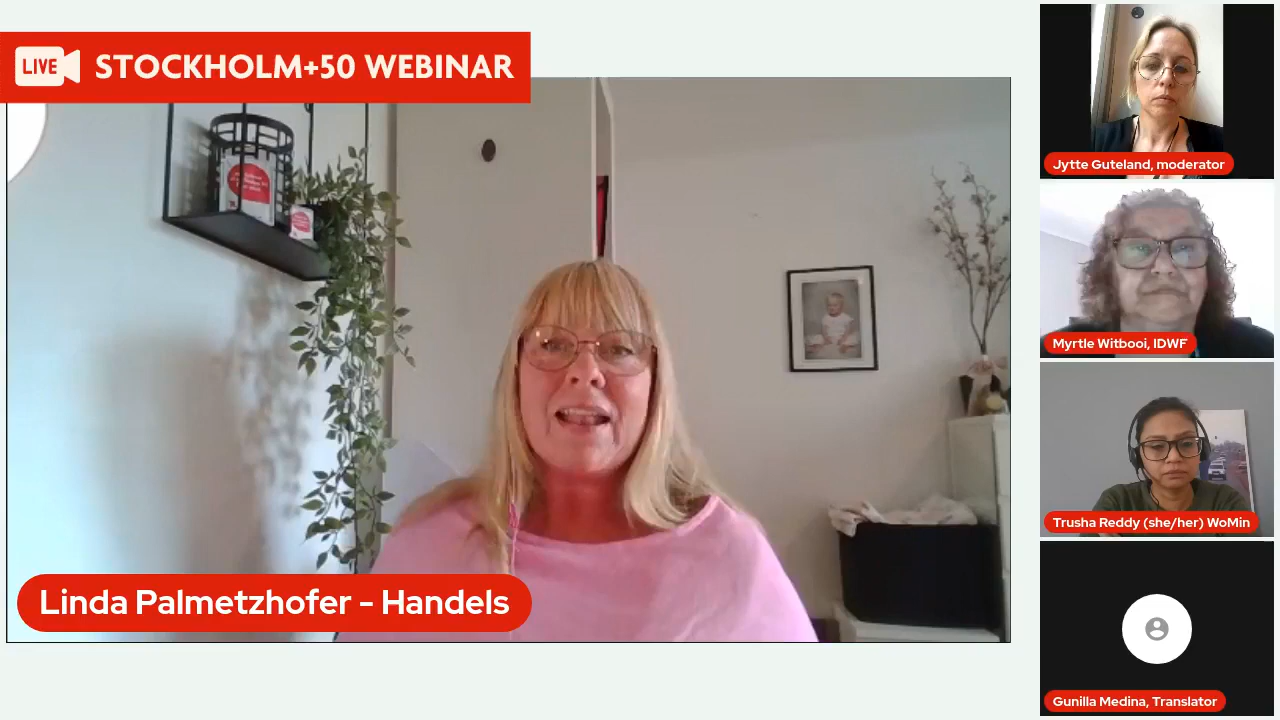 LIVE
STOCKHOLM+50 WEBINAR
Linda Palmetzhofer - Handels
Jytte Guteland, moderator
Myrtle Witbooi, IDWF
Trusha Reddy (she/her) WoMin
Gunilla Medina, Translator